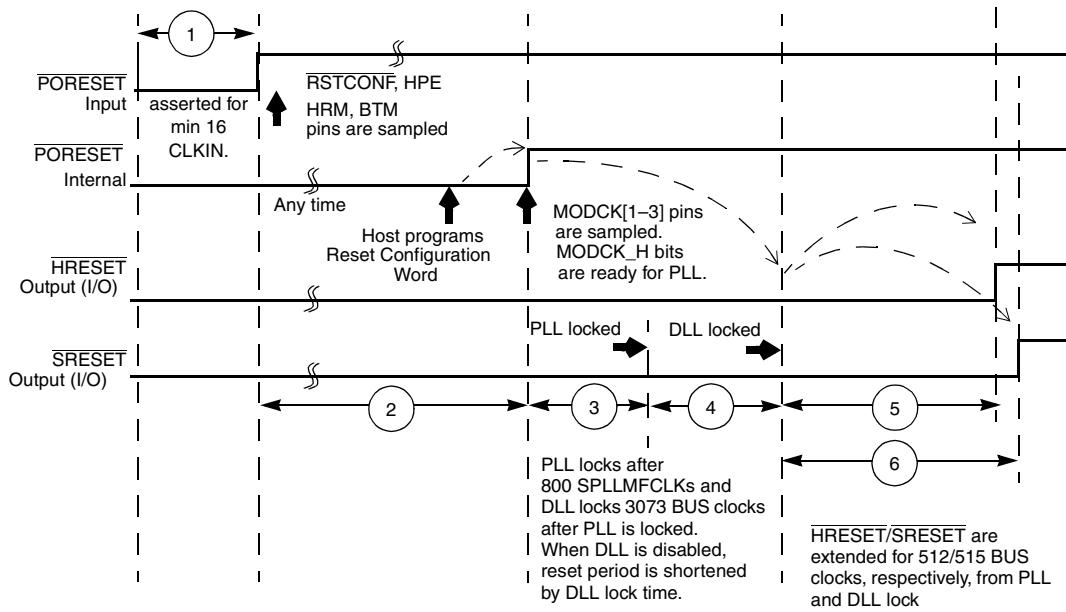 1
PORESET
Input
asserted for
min 16
CLKIN.
RSTCONF, HPE
HRM, BTM
pins are sampled
PORESET
Internal
Any time
Host programs
Reset Configuration
Word
MODCK[1–3] pins
are sampled.
MODCK_H bits
are ready for PLL.
HRESET
Output (I/O)
PLL locked
DLL locked
SRESET
Output (I/O)
2
3
4
5
6
PLL locks after
800 SPLLMFCLKs and
DLL locks 3073 BUS clocks
after PLL is locked.
When DLL is disabled,
reset period is shortened
by DLL lock time.
HRESET/SRESET are
extended for 512/515 BUS
clocks, respectively, from PLL
and DLL lock